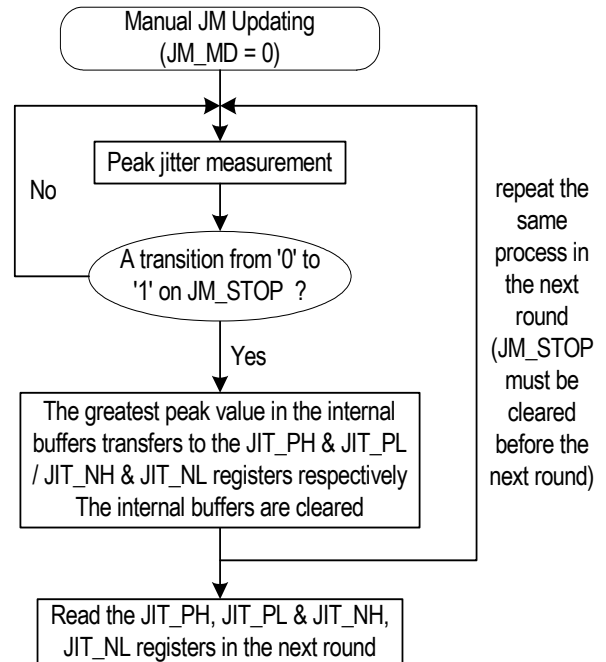 Manual JM Updating
(JM_MD = 0)
Peak jitter measurement
No
A transition from '0' to
'1' on JM_STOP ?
Yes
The greatest peak value in the internal
buffers transfers to the JIT_PH & JIT_PL
/ JIT_NH & JIT_NL registers respectively
The internal buffers are cleared
repeat the
same
process in
the next
round
(JM_STOP
must be
cleared
before the
next round)
Read the JIT_PH, JIT_PL & JIT_NH,
JIT_NL registers in the next round